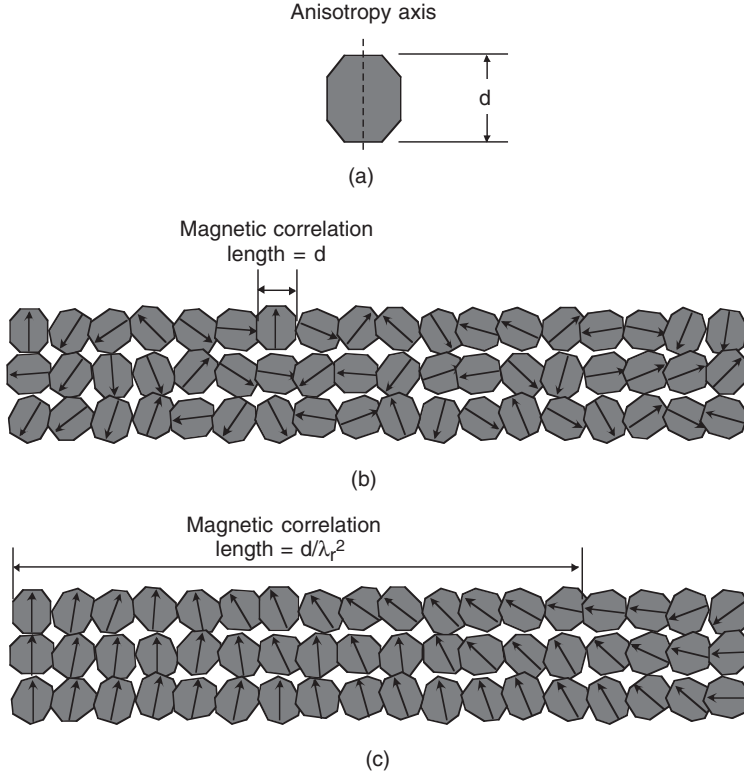 Anisotropy axis
d
(a)
Magnetic correlation
length = d
(b)
Magnetic correlation
length = d/λr²
(c)